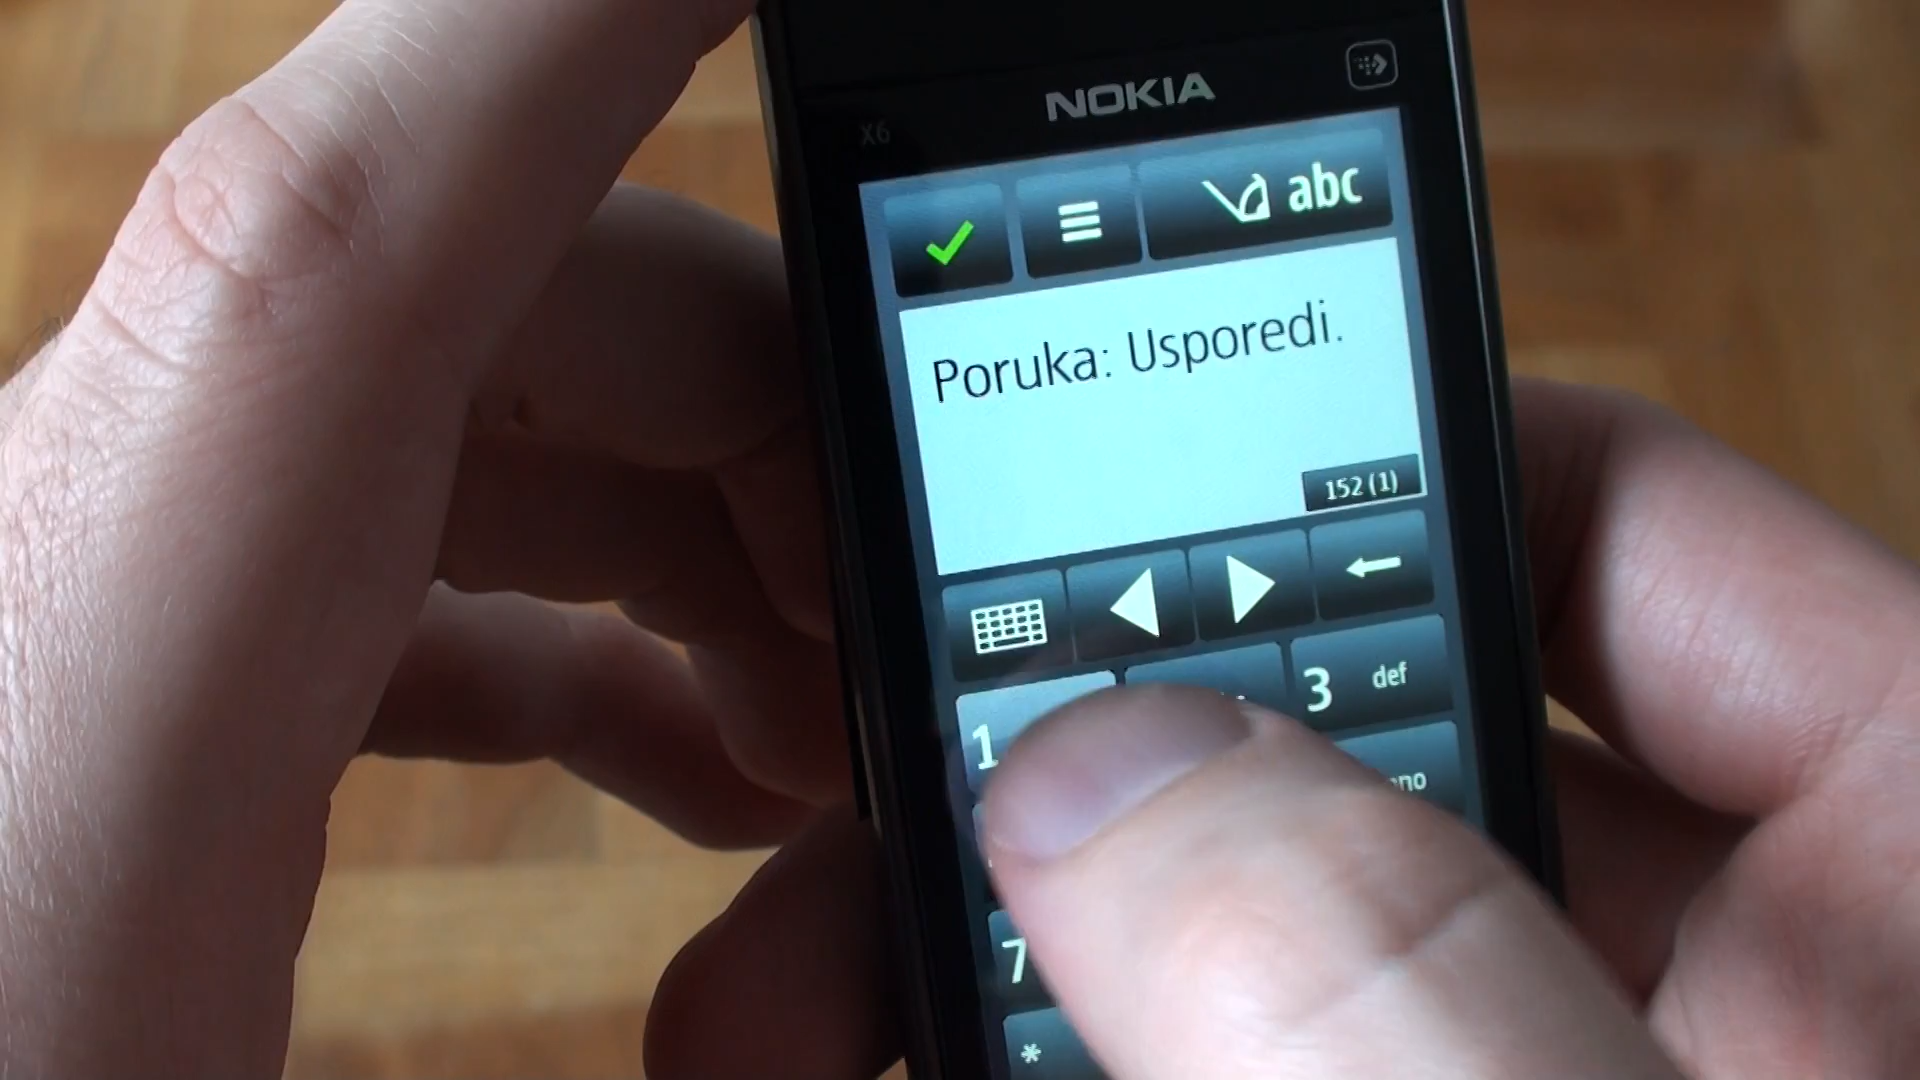 NOKIA
X6
abc
Poruka: Usporedi.
152 (1)
1
3 def
7
*